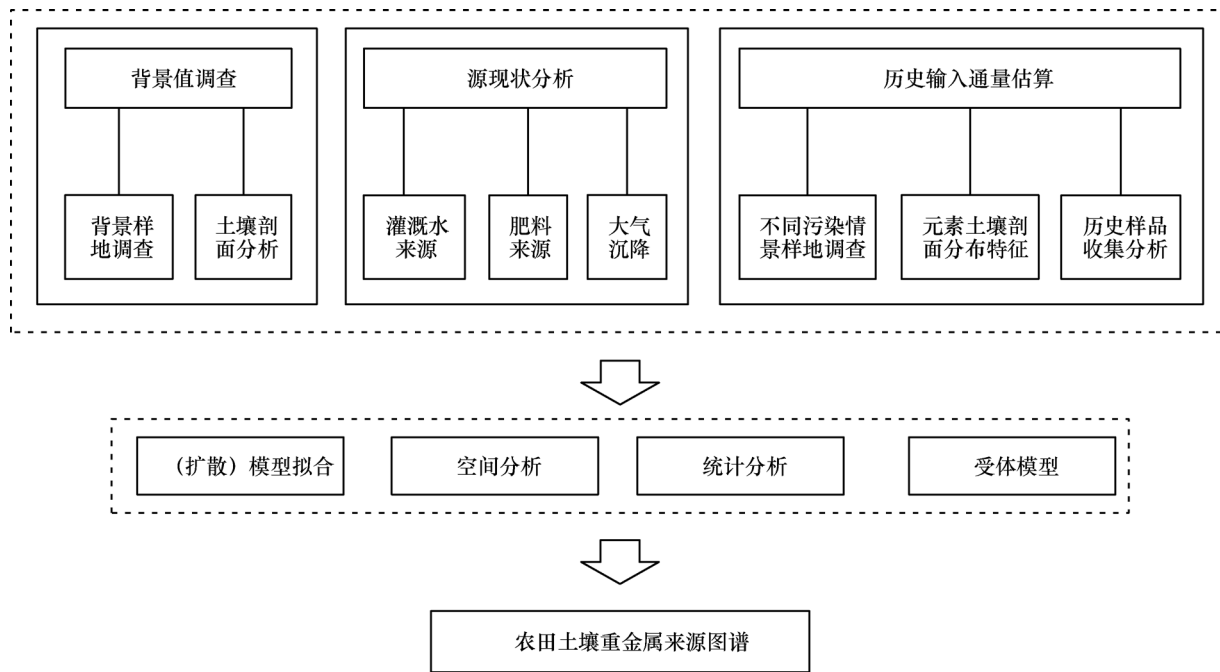 背景值调查
源现状分析
历史输入通量估算
背景样
地调查
土壤剖
面分析
灌溉水
来源
肥料
来源
大气
沉降
不同污染情
景样地调查
元素土壤剖
面分布特征
历史样品
收集分析
（扩散）模型拟合
空间分析
统计分析
受体模型
农田土壤重金属来源图谱